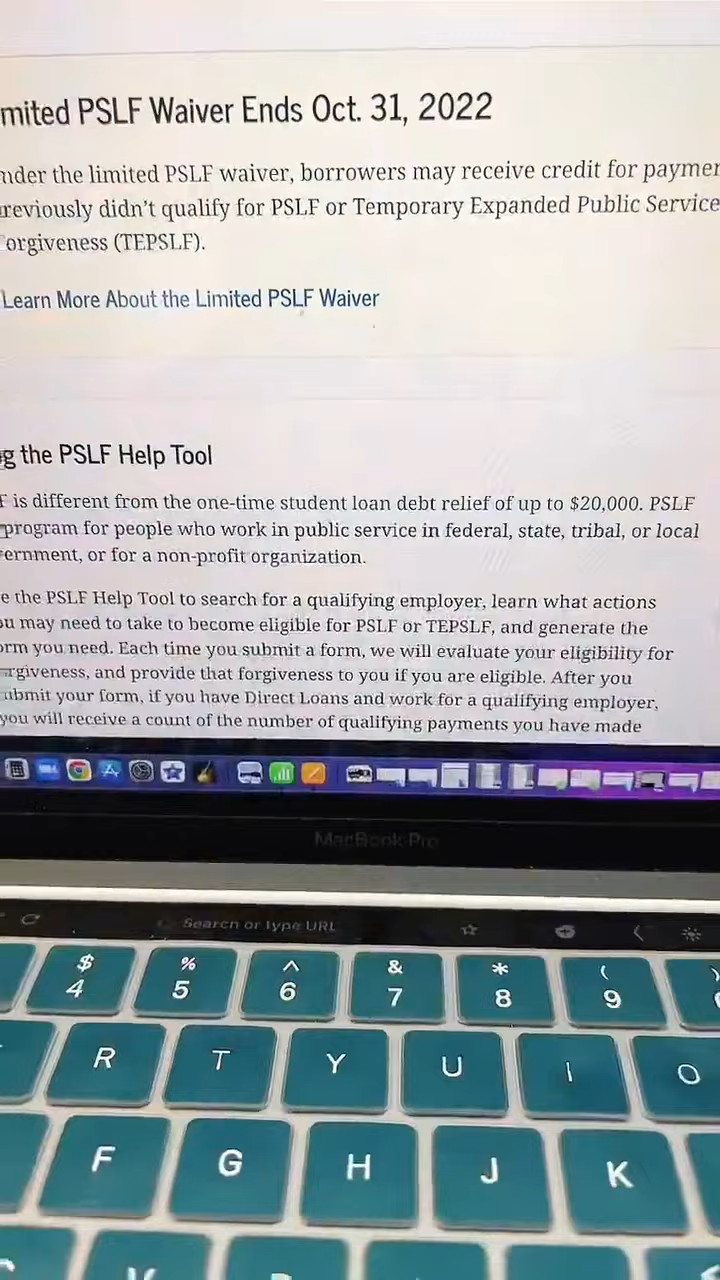 mited PSLF Waiver Ends Oct. 31, 2022
nder the limited PSLF waiver, borrowers may receive credit for paymen
reviously didn't qualify for PSLF or Temporary Expanded Public Service
orgiveness (TEPSLF).
Learn More About the Limited PSLF Waiver
g the PSLF Help Tool
F is different from the one-time student loan debt relief of up to $20,000. PSLF
program for people who work in public service in federal, state, tribal, or local
ernment, or for a non-profit organization.
e the PSLF Help Tool to search for a qualifying employer, learn what actions
ou may need to take to become eligible for PSLF or TEPSLF, and generate the
orm you need. Each time you submit a form, we will evaluate your eligibility for
rgiveness, and provide that forgiveness to you if you are eligible. After you
ubmit your form, if you have Direct Loans and work for a qualifying employer,
you will receive a count of the number of qualifying payments you have made
MacBook Pro
Search or type URL
$ % ^ & * (
4 5 6 7 8 9
R T Y U I O
F G H J K